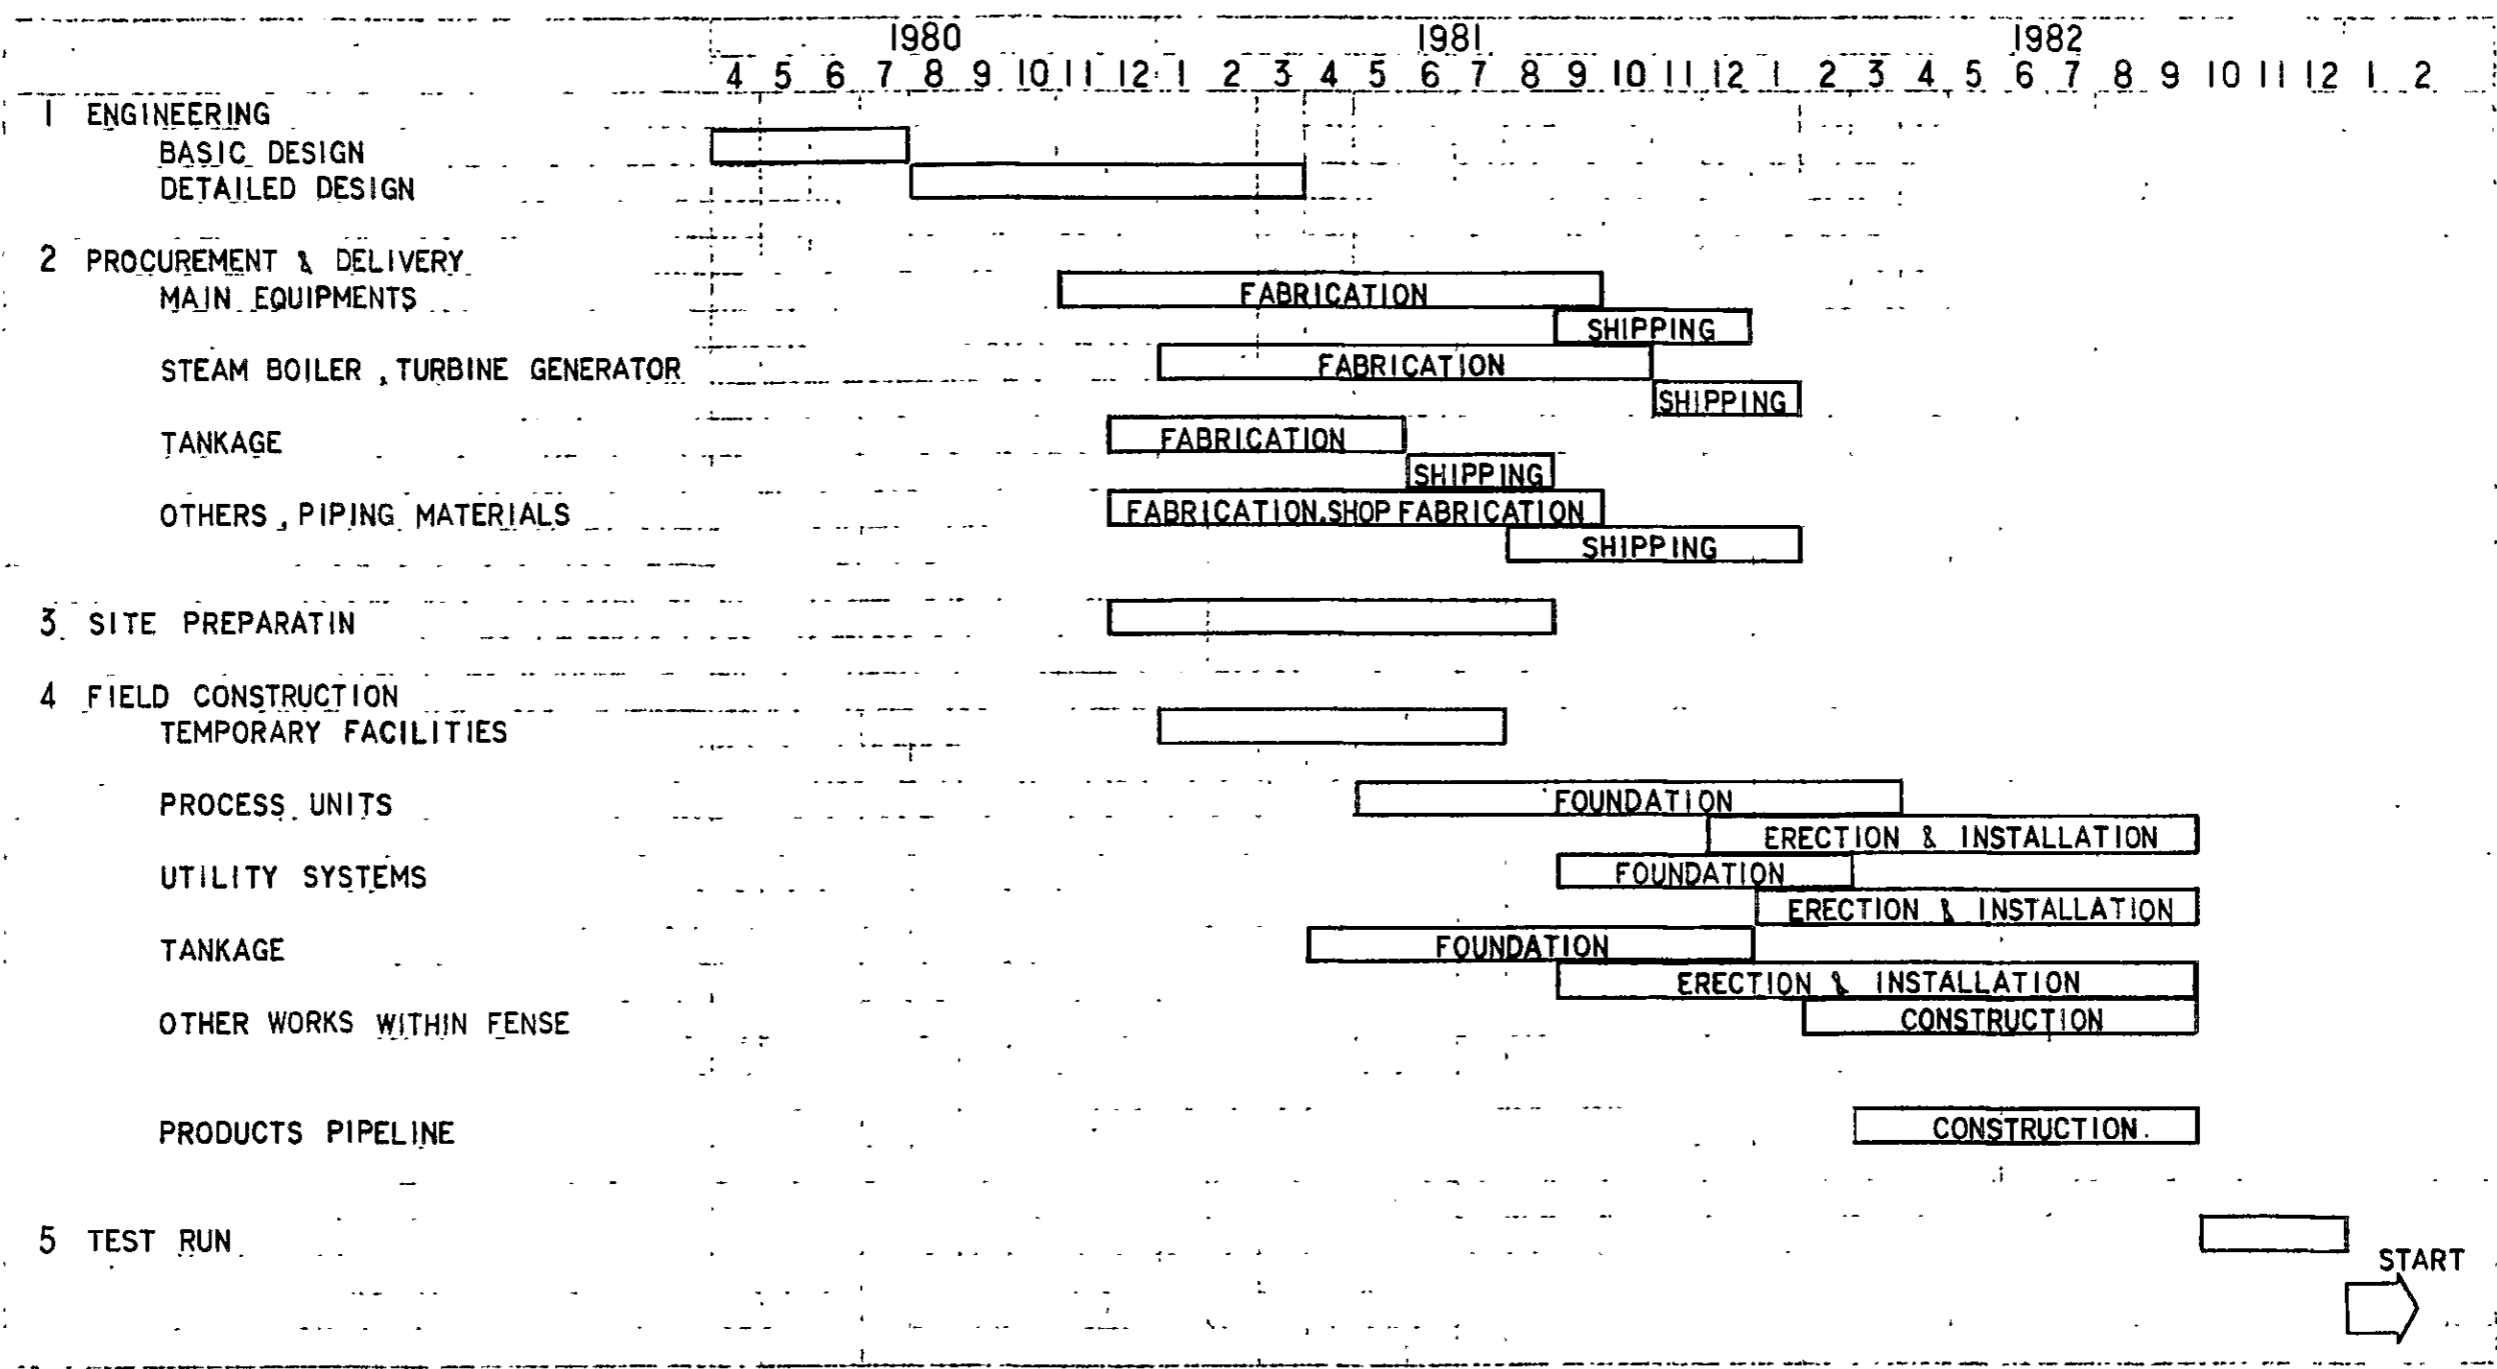 1980 1981 1982
4 5 6 7 8 9 10 11 12 1 2 3 4 5 6 7 8 9 10 11 12 1 2 3 4 5 6 7 8 9 10 11 12 1 2
1 ENGINEERING
BASIC DESIGN
DETAILED DESIGN
2 PROCUREMENT & DELIVERY
MAIN EQUIPMENTS FABRICATION
SHIPPING
STEAM BOILER , TURBINE GENERATOR FABRICATION
SHIPPING
TANKAGE FABRICATION
SHIPPING
OTHERS , PIPING MATERIALS FABRICATION.SHOP FABRICATION
SHIPPING
3 SITE PREPARATIN
4 FIELD CONSTRUCTION
TEMPORARY FACILITIES
PROCESS UNITS FOUNDATION
ERECTION & INSTALLATION
UTILITY SYSTEMS FOUNDATION
ERECTION & INSTALLATION
TANKAGE FOUNDATION
ERECTION & INSTALLATION
OTHER WORKS WITHIN FENSE CONSTRUCTION
PRODUCTS PIPELINE CONSTRUCTION
5 TEST RUN
START